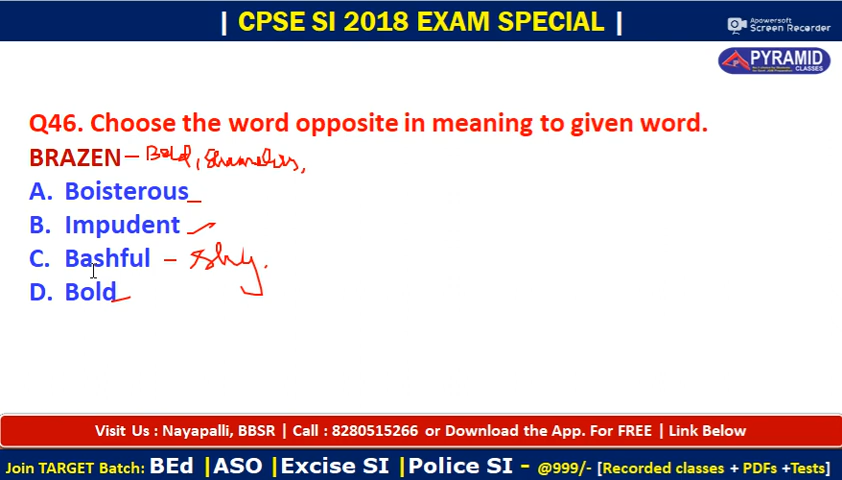 | CPSE SI 2018 EXAM SPECIAL |
Apowersoft
Screen Recorder
PYRAMID
CLASSES
Q46. Choose the word opposite in meaning to given word.
BRAZEN – Bold, Shameless,
A. Boisterous
B. Impudent
C. Bashful – Shy.
D. Bold
Visit Us : Nayapalli, BBSR | Call : 8280515266 or Download the App. For FREE | Link Below
Join TARGET Batch: BEd |ASO |Excise SI |Police SI - @999/- [Recorded classes + PDFs +Tests]